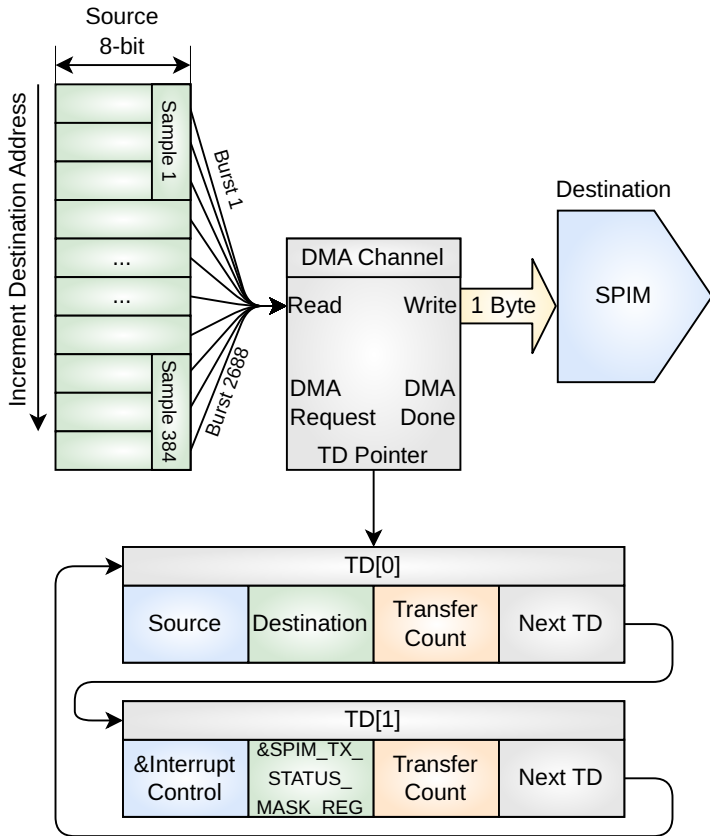 Source
8-bit
Increment Destination Address
Sample 1
...
...
Sample 384
Burst 1
Burst 2688
DMA Channel
Read
Write
DMA
Request
DMA
Done
TD Pointer
1 Byte
Destination
SPIM
TD[0]
Source
Destination
Transfer
Count
Next TD
TD[1]
&Interrupt
Control
&SPIM_TX_
STATUS_
MASK_REG
Transfer
Count
Next TD